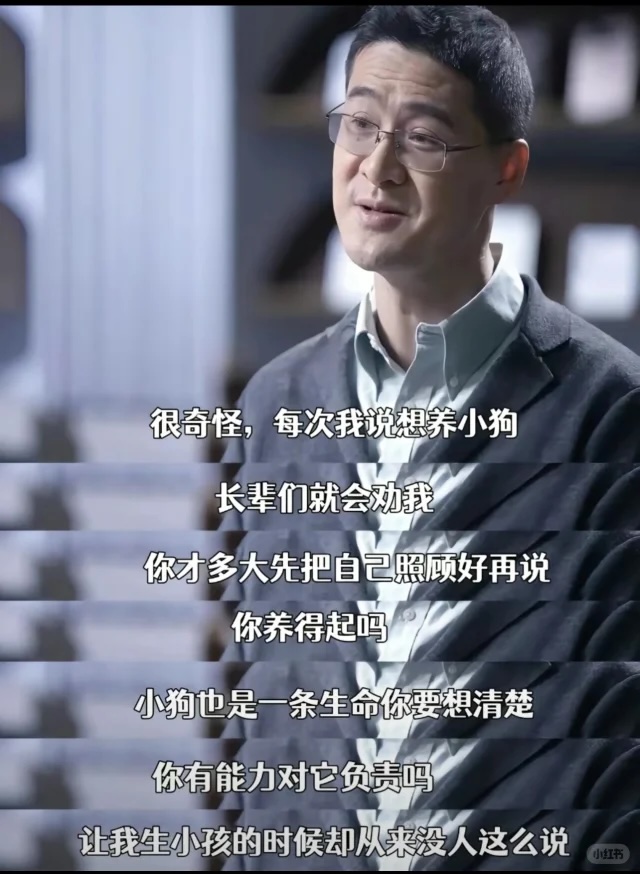 很奇怪，每次我说想养小狗
长辈们就会劝我
你才多大先把自己照顾好再说
你养得起吗
小狗也是一条生命你要想清楚
你有能力对它负责吗
让我生小孩的时候却从来没人这么说
小红书